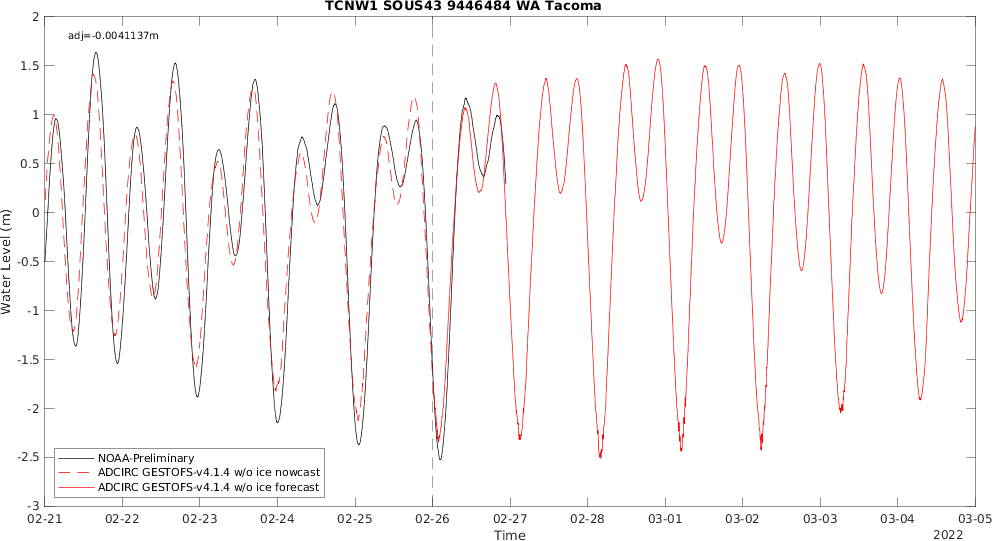 TCNW1 SOUS43 9446484 WA Tacoma
adj=-0.0041137m
2
1.5
1
0.5
0
-0.5
-1
-1.5
-2
-2.5
-3
Water Level (m)
NOAA-Preliminary
ADCIRC GESTOFS-v4.1.4 w/o ice nowcast
ADCIRC GESTOFS-v4.1.4 w/o ice forecast
02-21 02-22 02-23 02-24 02-25 02-26 02-27 02-28 03-01 03-02 03-03 03-04 03-05
Time
2022